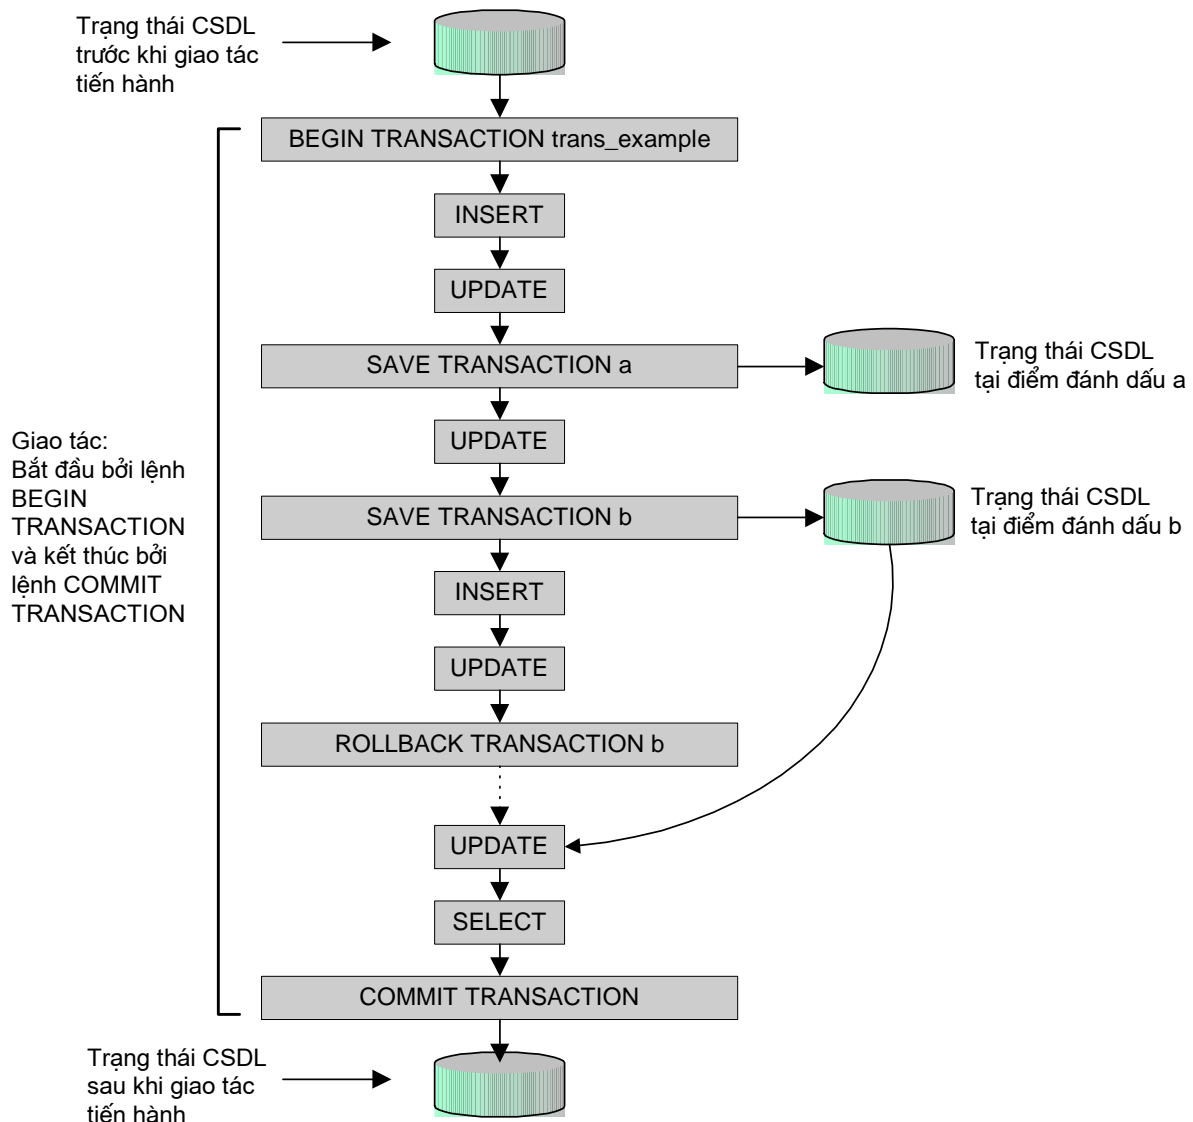 Trạng thái CSDL
trước khi giao tác
tiến hành
BEGIN TRANSACTION trans_example
INSERT
UPDATE
SAVE TRANSACTION a
Trạng thái CSDL
tại điểm đánh dấu a
UPDATE
Giao tác:
Bắt đầu bởi lệnh
BEGIN
TRANSACTION
và kết thúc bởi
lệnh COMMIT
TRANSACTION
SAVE TRANSACTION b
Trạng thái CSDL
tại điểm đánh dấu b
INSERT
UPDATE
ROLLBACK TRANSACTION b
UPDATE
SELECT
COMMIT TRANSACTION
Trạng thái CSDL
sau khi giao tác
tiến hành